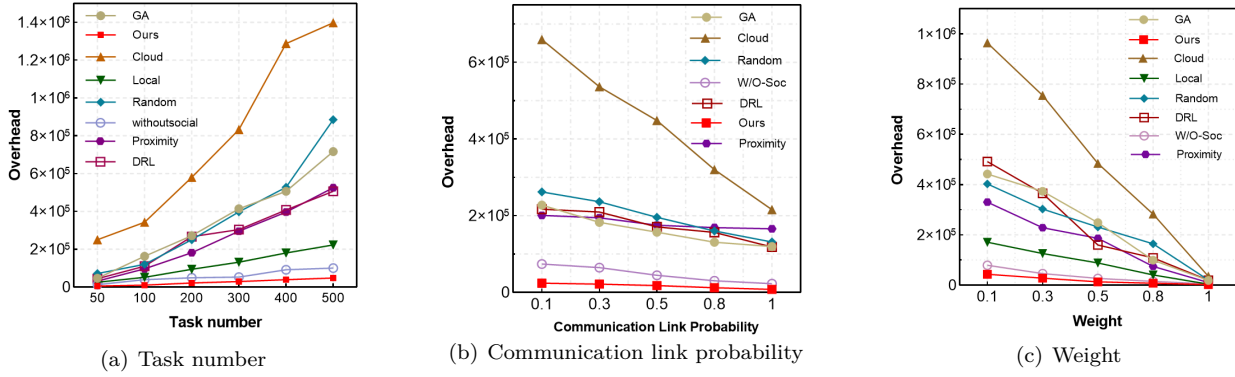 1.4×10⁶
1.2×10⁶
1×10⁶
8×10⁵
6×10⁵
4×10⁵
2×10⁵
0
Overhead
GA
Ours
Cloud
Local
Random
withoutsocial
Proximity
DRL
50 100 200 300 400 500
Task number
(a) Task number
6×10⁵
4×10⁵
2×10⁵
0
Overhead
GA
Cloud
Random
W/O-Soc
DRL
Ours
Proximity
0.1 0.3 0.5 0.8 1
Communication Link Probability
(b) Communication link probability
1×10⁶
8×10⁵
6×10⁵
4×10⁵
2×10⁵
0
Overhead
GA
Ours
Cloud
Local
Random
DRL
W/O-Soc
Proximity
0.1 0.3 0.5 0.8 1
Weight
(c) Weight